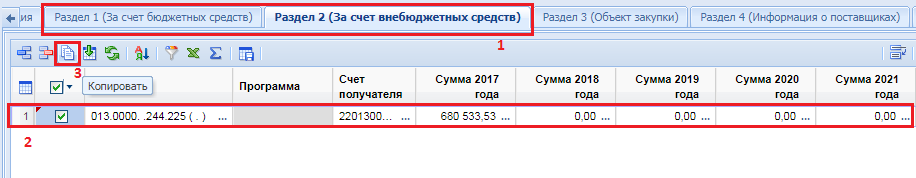 ия Раздел 1 (За счет бюджетных средств) Раздел 2 (За счет внебюджетных средств) Раздел 3 (Объект закупки) Раздел 4 (Информация о поставщиках)
1
3
Копировать
Программа Счет получателя Сумма 2017 года Сумма 2018 года Сумма 2019 года Сумма 2020 года Сумма 2021 года
1 013.0000. .244.225 ( . ) ... 2201300... ... 680 533,53 ... 0,00 ... 0,00 ... 0,00 ... 0,00 ...
2